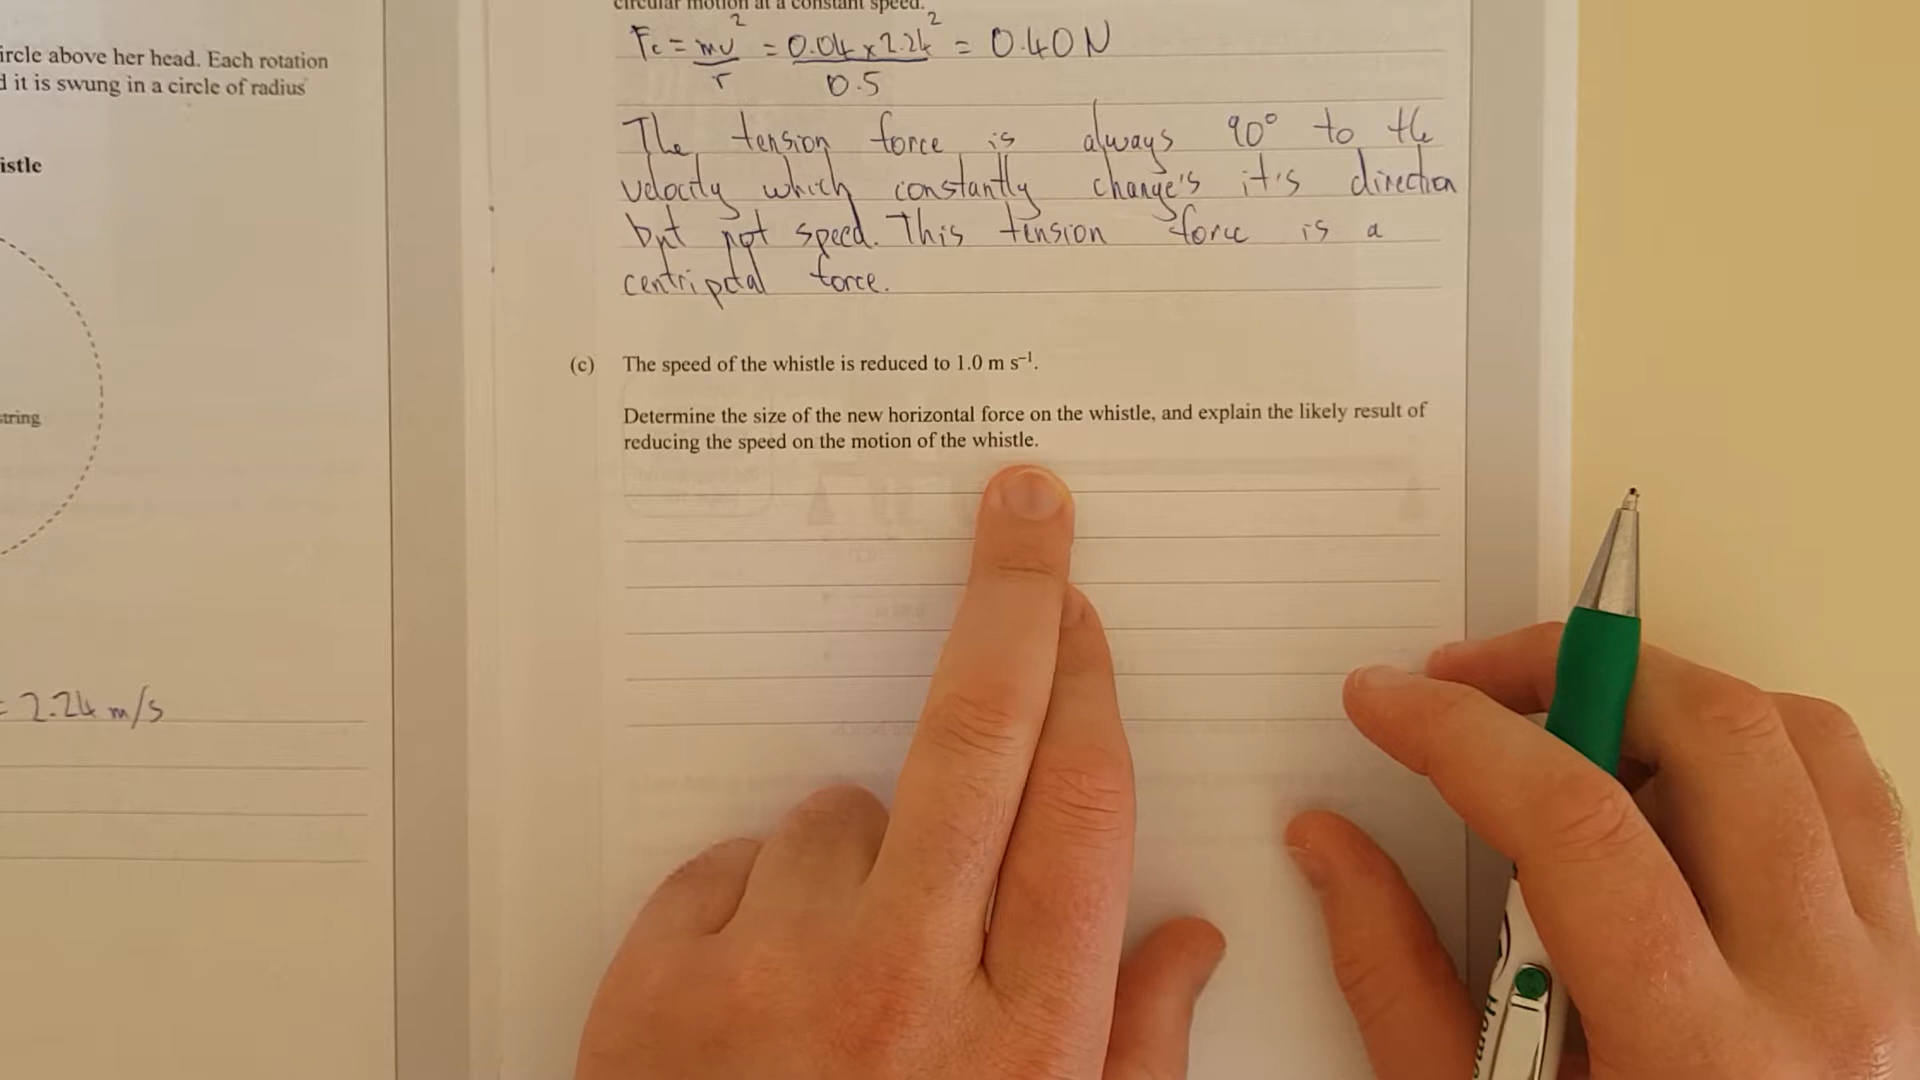 ircle above her head. Each rotation
d it is swung in a circle of radius
istle
string
= 2.24 m/s
circular motion at a constant speed.
Fc = mv² = 0.04 x 2.24² = 0.40N
r 0.5
The tension force is always 90° to the
velocity which constantly change's it's direction
but not speed. This tension force is a
centripetal force.
(c) The speed of the whistle is reduced to 1.0 m s⁻¹.
Determine the size of the new horizontal force on the whistle, and explain the likely result of
reducing the speed on the motion of the whistle.